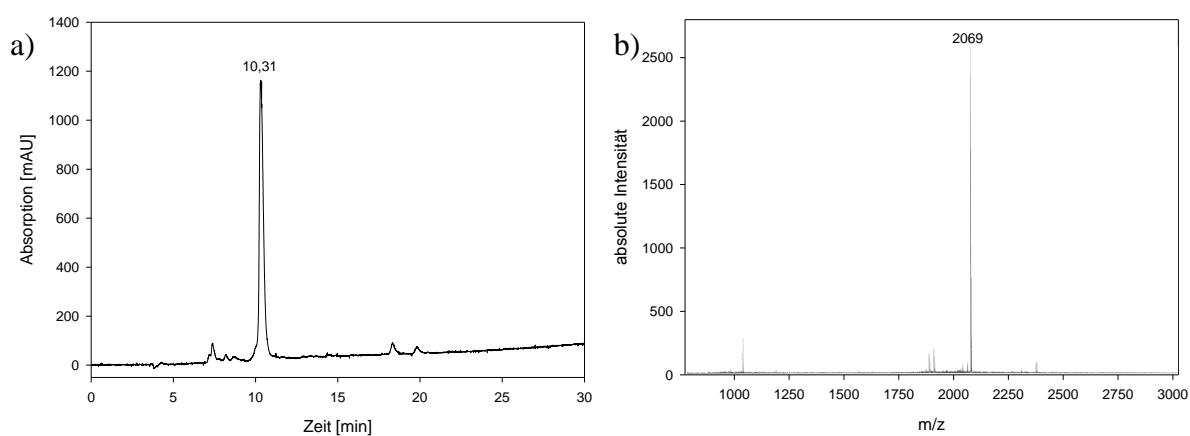 a)
10,31
Absorption [mAU]
1400
1200
1000
800
600
400
200
0
0 5 10 15 20 25 30
Zeit [min]
b)
2069
absolute Intensität
2500
2000
1500
1000
500
0
1000 1250 1500 1750 2000 2250 2500 2750 3000
m/z